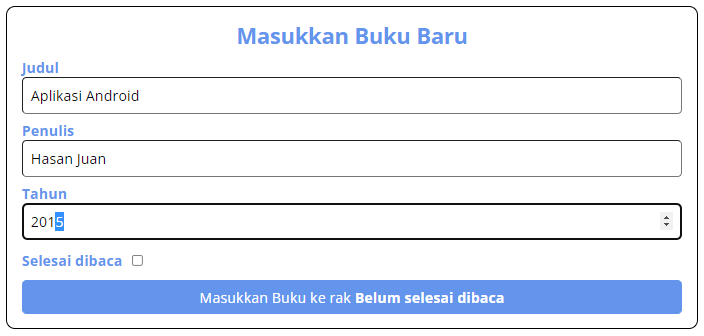 Masukkan Buku Baru
Judul
Aplikasi Android
Penulis
Hasan Juan
Tahun
2015
Selesai dibaca
Masukkan Buku ke rak Belum selesai dibaca